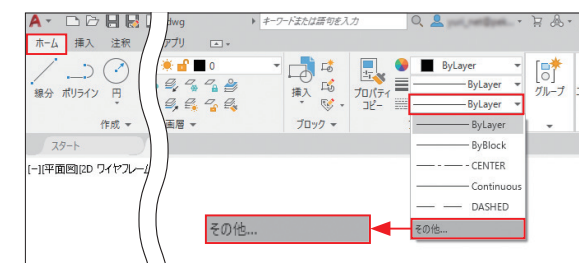 A
dwg
キーワードまたは語句を入力
ホーム 挿入 注釈 アプリ
線分 ポリライン 円
作成
0
画層
挿入
ブロック
プロパティ
コピー
ByLayer
ByLayer
ByLayer
グループ
ByLayer
ByBlock
CENTER
Continuous
DASHED
その他...
スタート
[-][平面図][2D ワイヤフレーム
その他...